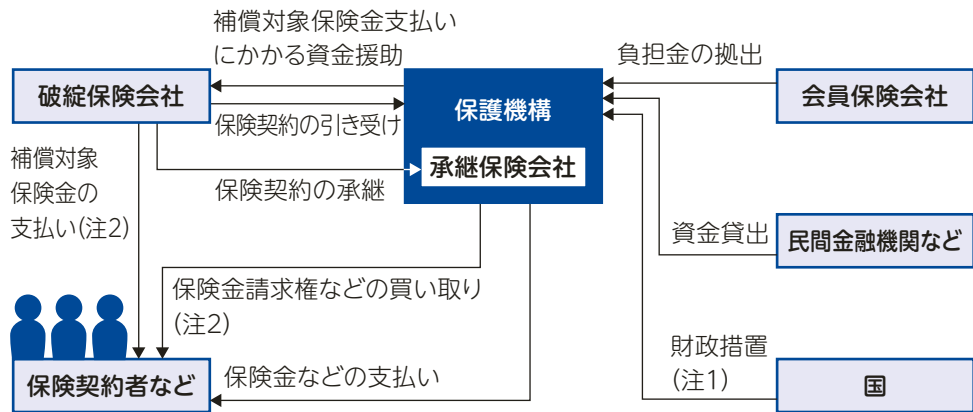 補償対象保険金支払い
にかかる資金援助
負担金の拠出
破綻保険会社
保護機構
会員保険会社
保険契約の引き受け
承継保険会社
補償対象
保険金の
支払い(注2)
保険契約の承継
資金貸出
民間金融機関など
保険金請求権などの買い取り
(注2)
財政措置
(注1)
保険契約者など
保険金などの支払い
国